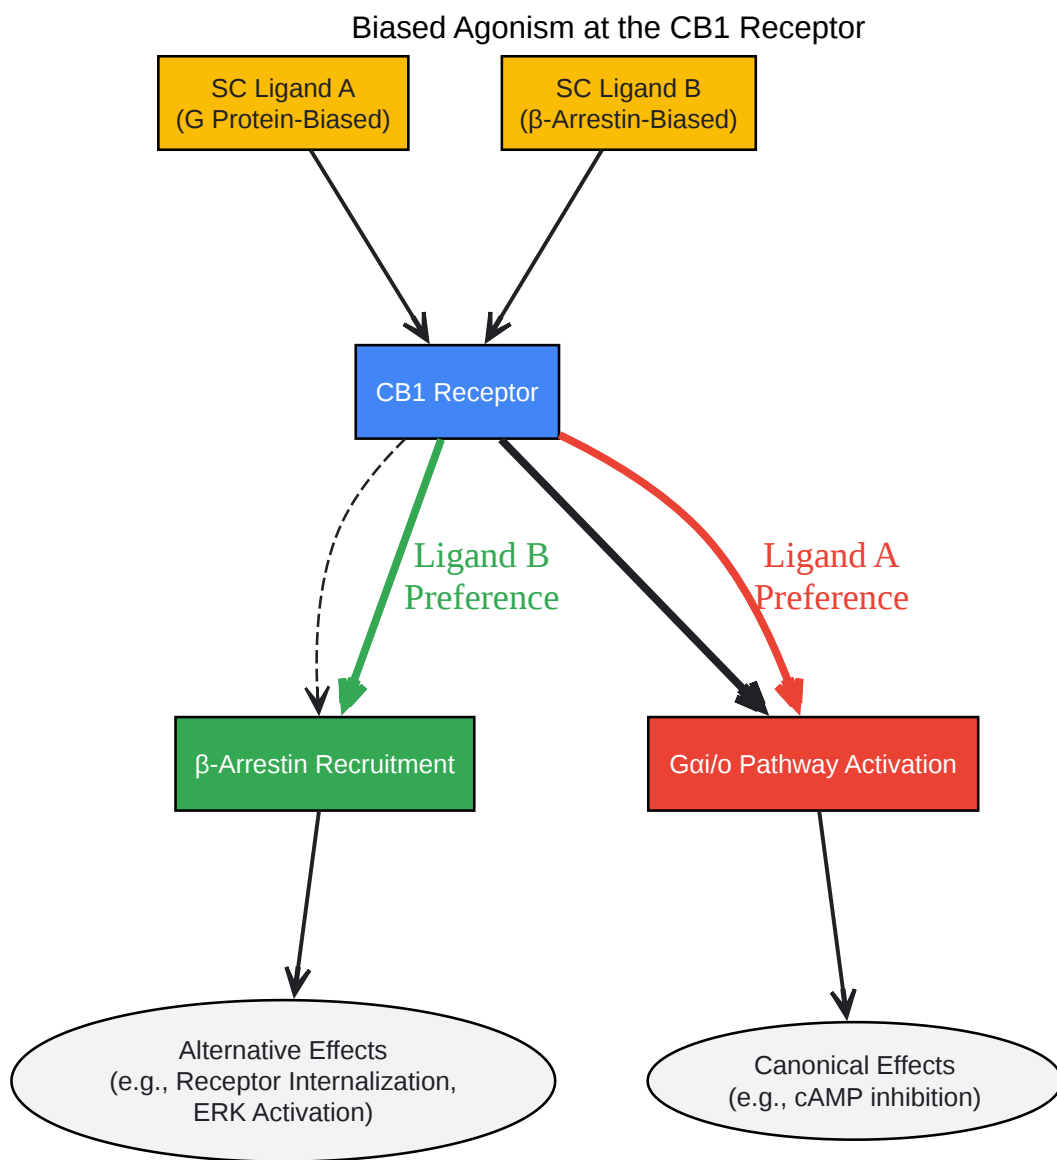 Biased Agonism at the CB1 Receptor
SC Ligand A
(G Protein-Biased)
SC Ligand B
(β-Arrestin-Biased)
CB1 Receptor
Ligand B
Preference
Ligand A
Preference
β-Arrestin Recruitment
Gαi/o Pathway Activation
Alternative Effects
(e.g., Receptor Internalization,
ERK Activation)
Canonical Effects
(e.g., cAMP inhibition)